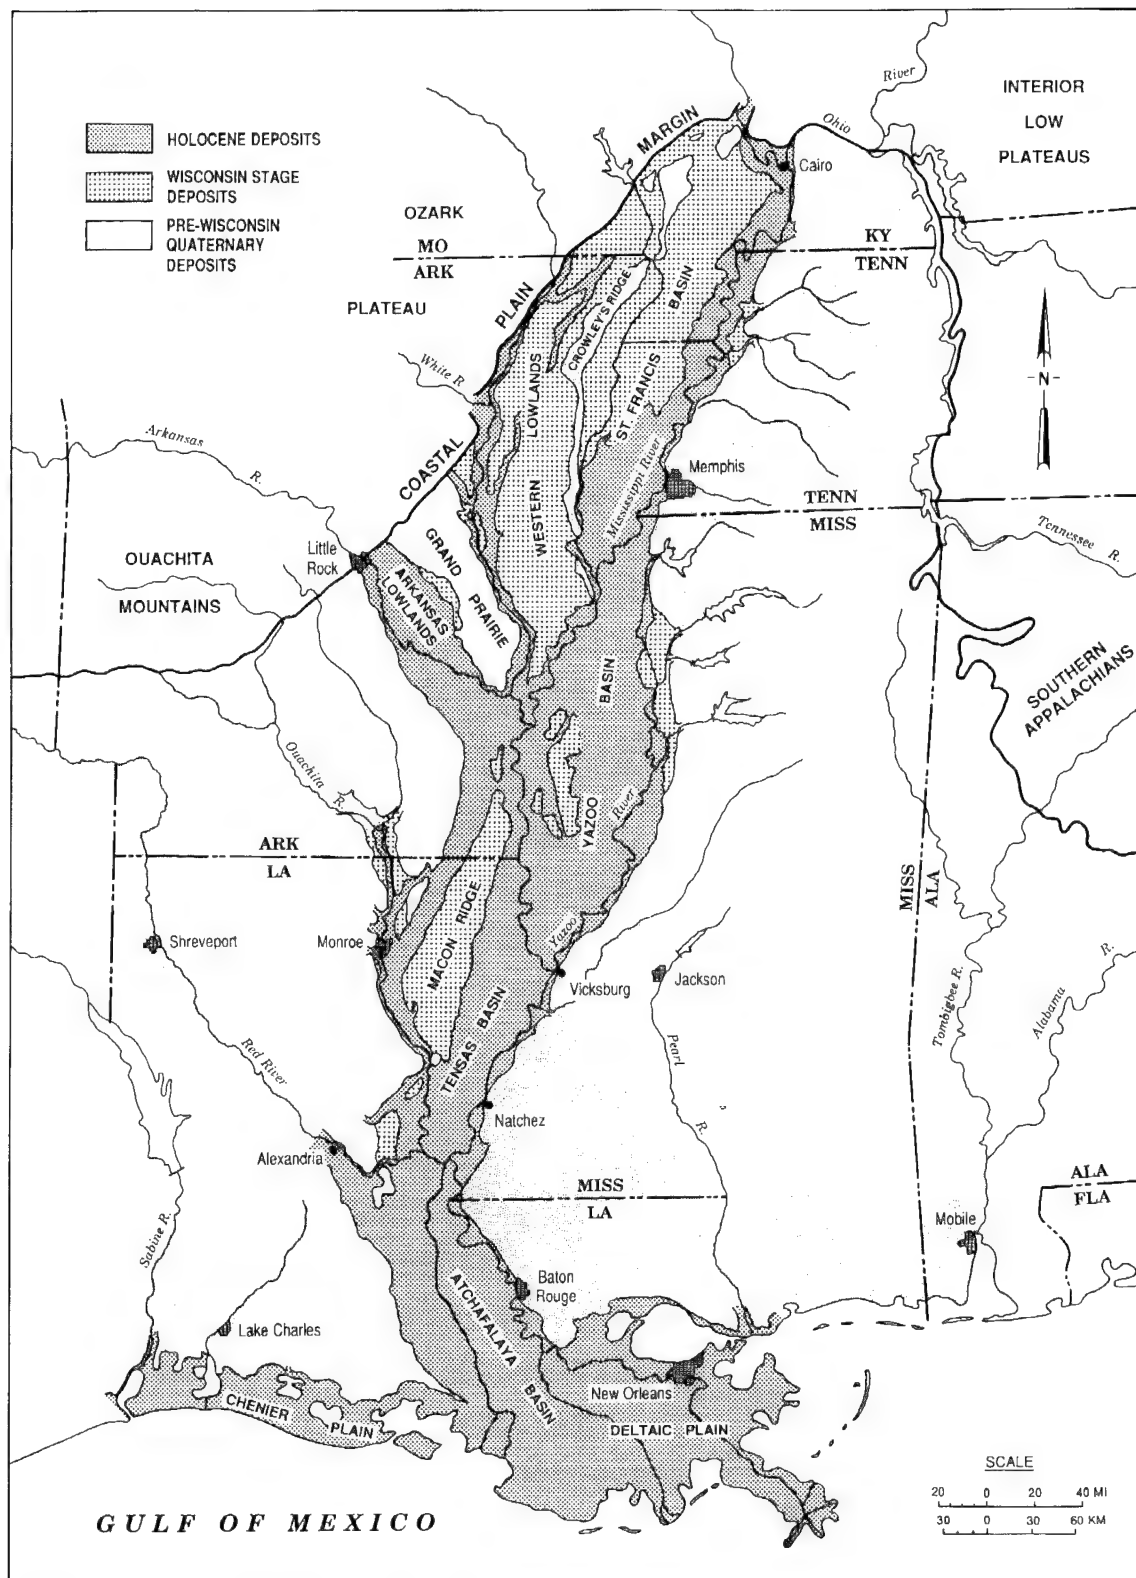 HOLOCENE DEPOSITS
WISCONSIN STAGE
DEPOSITS
PRE-WISCONSIN
QUATERNARY
DEPOSITS
INTERIOR
LOW
PLATEAUS
River
Ohio
Cairo
COASTAL PLAIN MARGIN
OZARK
PLATEAU
MO
ARK
KY
TENN
White R
CROWLEY'S RIDGE
ST. FRANCIS BASIN
WESTERN LOWLANDS
-N-
Arkansas
R.
Mississippi River
Memphis
TENN
MISS
Tennessee
R.
OUACHITA
MOUNTAINS
Little
Rock
ARKANSAS
LOWLANDS
GRAND PRAIRIE
SOUTHERN
APPALACHIANS
YAZOO BASIN
Ouachita R.
Yazoo River
ARK
LA
MISS
ALA
MACON RIDGE
Shreveport
Monroe
Vicksburg
Jackson
Tombigbee R.
Alabama R.
TENSAS BASIN
Red River
Pearl
R.
Natchez
Alexandria
MISS
LA
ALA
FLA
Mobile
Sabine R.
Baton
Rouge
ATCHAFALAYA
BASIN
Lake Charles
New Orleans
CHENIER
PLAIN
DELTAIC PLAIN
GULF OF MEXICO
SCALE
20 0 20 40 MI
30 0 30 60 KM